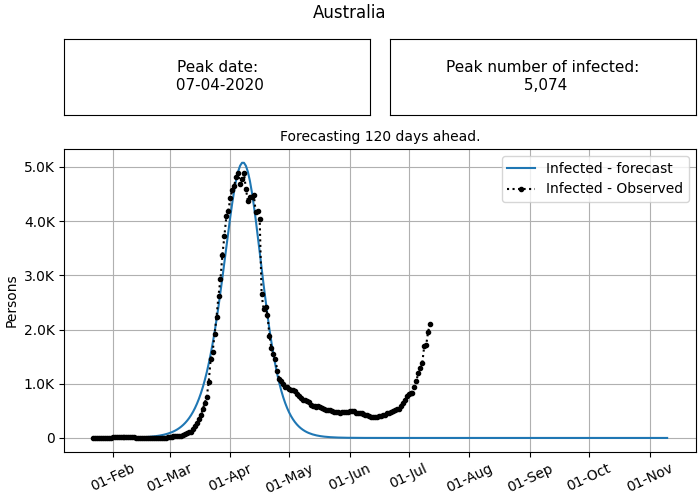 Australia
Peak date:
07-04-2020
Peak number of infected:
5,074
Forecasting 120 days ahead.
Infected - forecast
Infected - Observed
Persons
5.0K
4.0K
3.0K
2.0K
1.0K
0
01-Feb
01-Mar
01-Apr
01-May
01-Jun
01-Jul
01-Aug
01-Sep
01-Oct
01-Nov